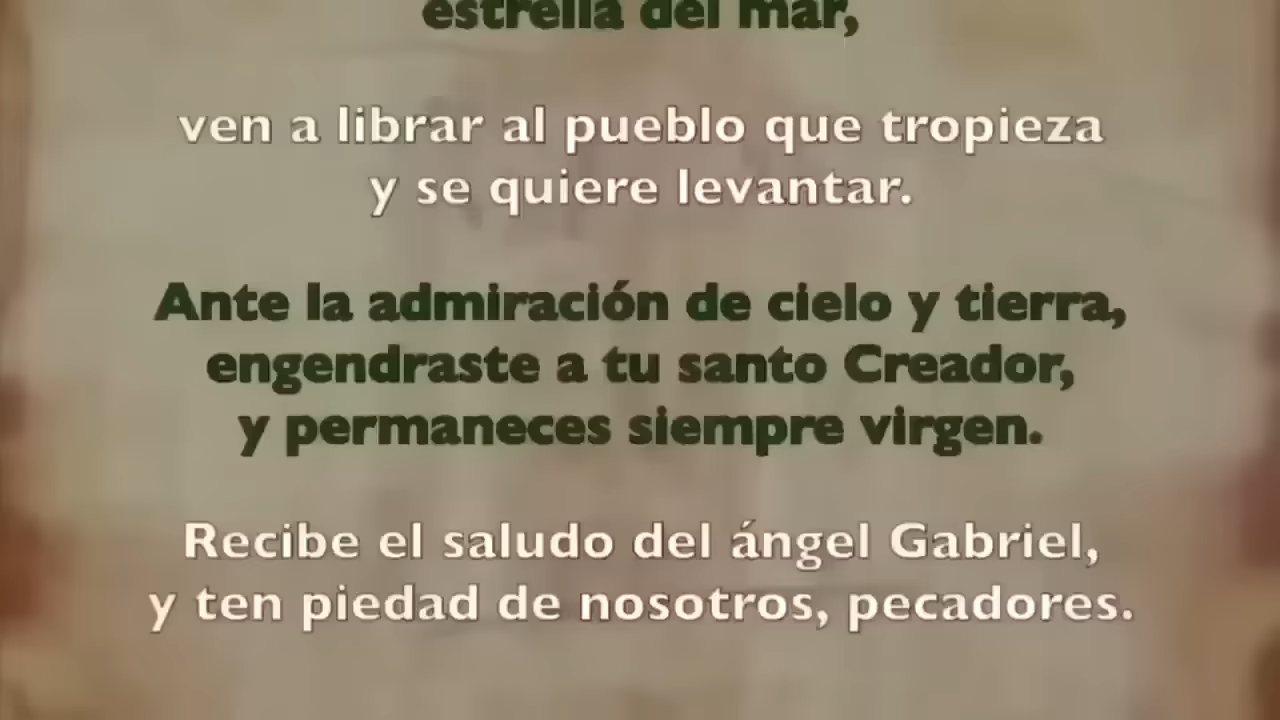 estrella del mar,
ven a librar al pueblo que tropieza
y se quiere levantar.
Ante la admiración de cielo y tierra,
engendraste a tu santo Creador,
y permaneces siempre virgen.
Recibe el saludo del ángel Gabriel,
y ten piedad de nosotros, pecadores.